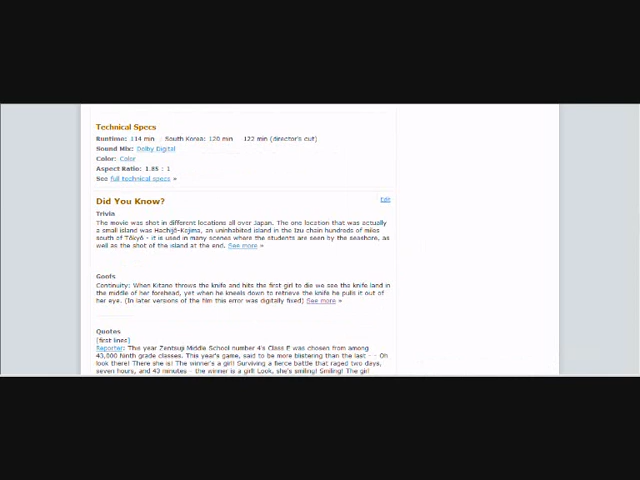 Technical Specs
Runtime: 114 min - South Korea: 120 min - 122 min (director's cut)
Sound Mix: Dolby Digital
Color: Color
Aspect Ratio: 1.85 : 1
See full technical specs »
Did You Know?
Edit
Trivia
The movie was shot in different locations all over Japan. The one location that was actually
a small island was Hachijô-Kojima, an uninhabited island in the Izu chain hundreds of miles
south of Tôkyô - it is used in many scenes where the students are seen by the seashore, as
well as the shot of the island at the end. See more »
Goofs
Continuity: When Kitano throws the knife and hits the first girl to die we see the knife land in
the middle of her forehead, yet when he kneels down to retrieve the knife he pulls it out of
her eye. (In later versions of the film this error was digitally fixed) See more »
Quotes
[first lines]
Reporter: This year Zentsuji Middle School number 4's Class E was chosen from among
43,000 Ninth grade classes. This year's game, said to be more blistering than the last - - Oh
look there! There she is! The winner's a girl! Surviving a fierce battle that raged two days,
seven hours, and 43 minutes - the winner is a girl! Look, she's smiling! Smiling! The girl